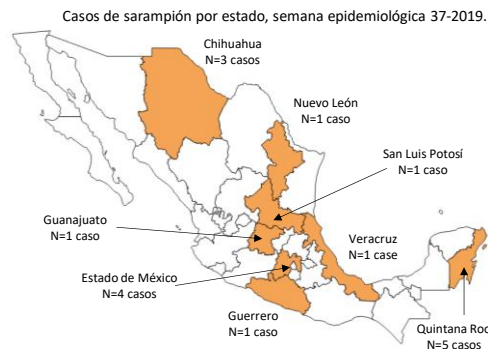 Casos de sarampión por estado, semana epidemiológica 37-2019.
Chihuahua
N=3 casos
Nuevo León
N=1 caso
San Luis Potosí
N=1 caso
Guanajuato
N=1 caso
Veracruz
N=1 case
Estado de México
N=4 casos
Guerrero
N=1 caso
Quintana Roo
N=5 casos